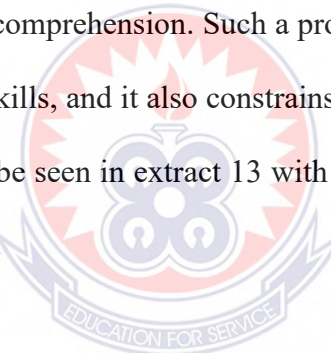 comprehension. Such a pro
kills, and it also constrains
be seen in extract 13 with
EDUCATION FOR SERVICE